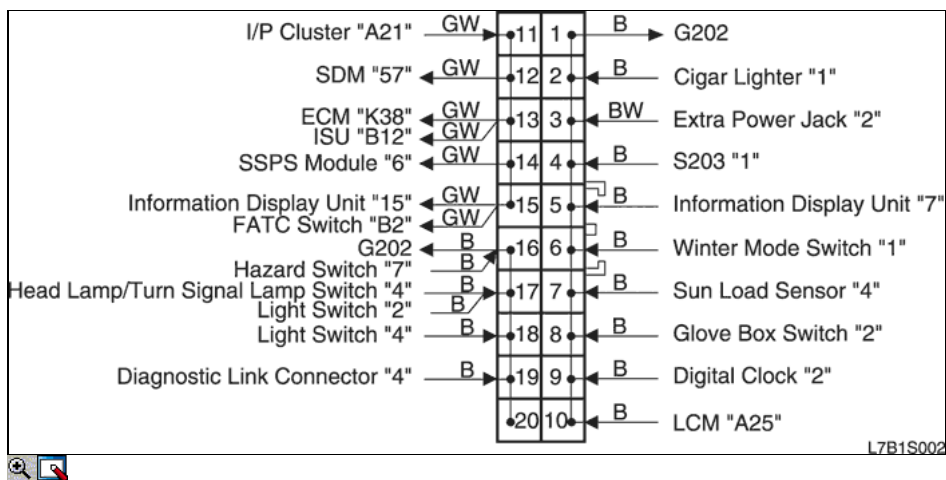 I/P Cluster "A21" GW 11 1 B G202
SDM "57" GW 12 2 B Cigar Lighter "1"
ECM "K38" GW 13 3 BW Extra Power Jack "2"
ISU "B12" GW
SSPS Module "6" GW 14 4 B S203 "1"
Information Display Unit "15" GW 15 5 B Information Display Unit "7"
FATC Switch "B2" GW
G202 B 16 6 B Winter Mode Switch "1"
Hazard Switch "7" B
Head Lamp/Turn Signal Lamp Switch "4" B 17 7 B Sun Load Sensor "4"
Light Switch "2" B
Light Switch "4" B 18 8 B Glove Box Switch "2"
Diagnostic Link Connector "4" B 19 9 B Digital Clock "2"
20 10 B LCM "A25"
L7B1S002